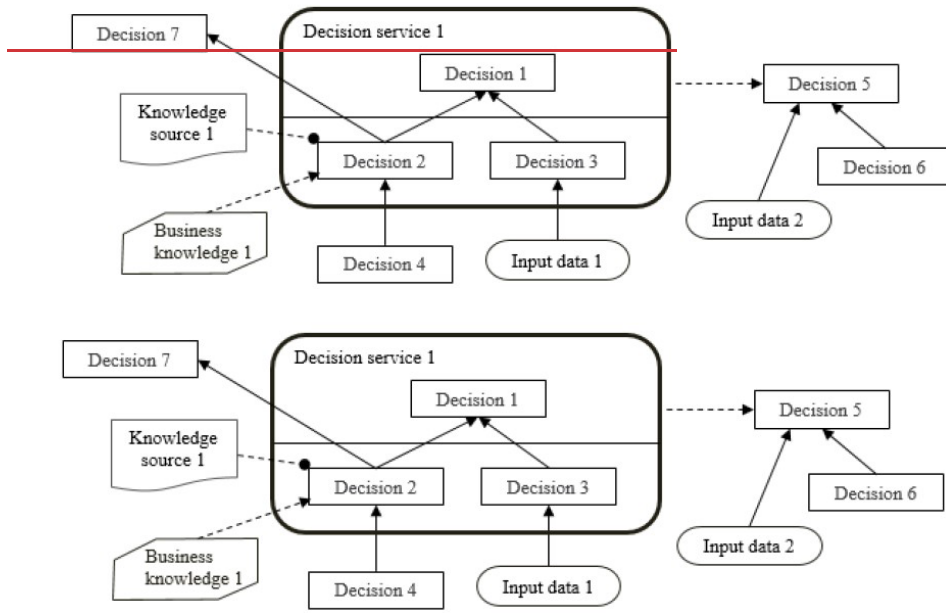 Decision 7
Decision service 1
Decision 1
Decision 5
Knowledge
source 1
Decision 2
Decision 3
Decision 6
Business
knowledge 1
Input data 2
Decision 4
Input data 1
Decision 7
Decision service 1
Decision 1
Decision 5
Knowledge
source 1
Decision 2
Decision 3
Decision 6
Business
knowledge 1
Input data 2
Decision 4
Input data 1